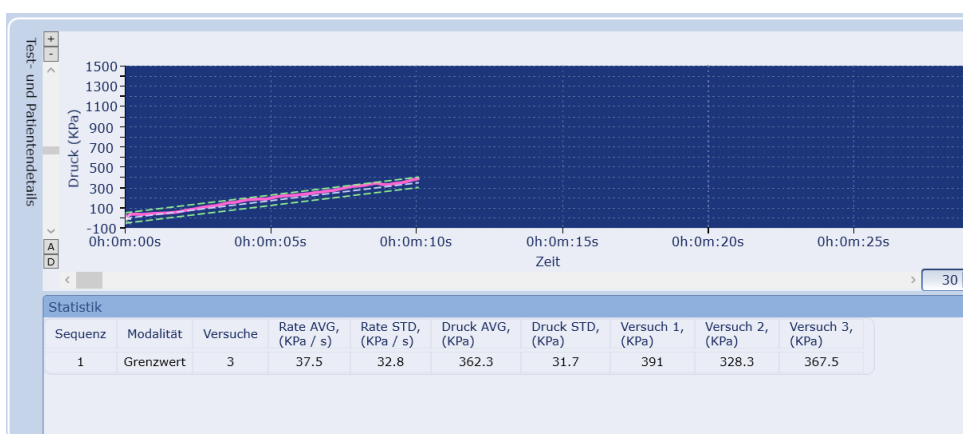 Test- und Patientendetails
+
-
A
D
Druck (KPa)
1500
1300
1100
900
700
500
300
100
-100
0h:0m:00s 0h:0m:05s 0h:0m:10s 0h:0m:15s 0h:0m:20s 0h:0m:25s
Zeit
30
Statistik
Sequenz Modalität Versuche Rate AVG, (KPa / s) Rate STD, (KPa / s) Druck AVG, (KPa) Druck STD, (KPa) Versuch 1, (KPa) Versuch 2, (KPa) Versuch 3, (KPa)
1 Grenzwert 3 37.5 32.8 362.3 31.7 391 328.3 367.5